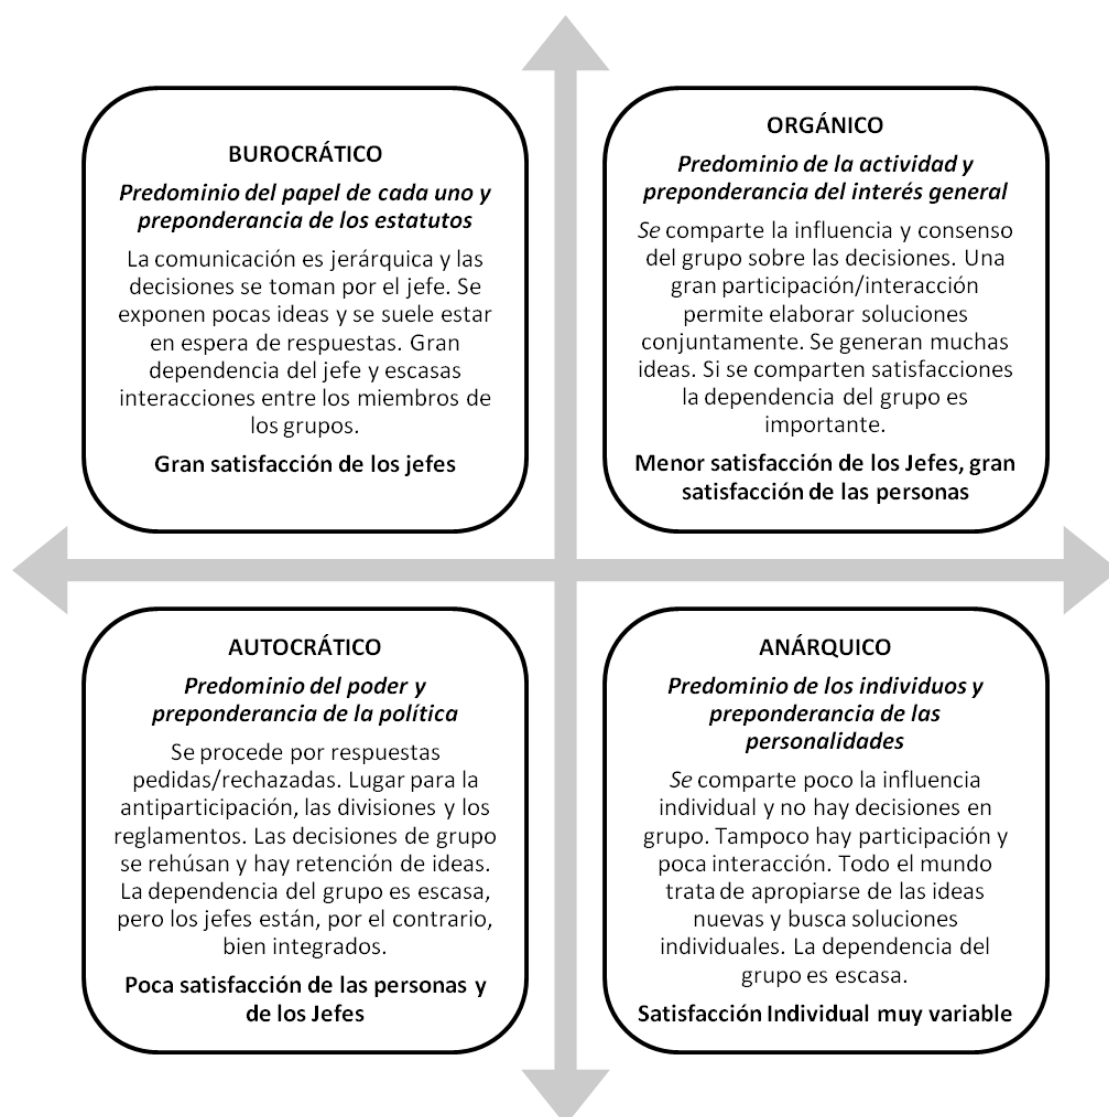 BUROCRÁTICO
Predominio del papel de cada uno y
preponderancia de los estatutos
La comunicación es jerárquica y las
decisiones se toman por el jefe. Se
exponen pocas ideas y se suele estar
en espera de respuestas. Gran
dependencia del jefe y escasas
interacciones entre los miembros de
los grupos.
Gran satisfacción de los jefes
ORGÁNICO
Predominio de la actividad y
preponderancia del interés general
Se comparte la influencia y consenso
del grupo sobre las decisiones. Una
gran participación/interacción
permite elaborar soluciones
conjuntamente. Se generan muchas
ideas. Si se comparten satisfacciones
la dependencia del grupo es
importante.
Menor satisfacción de los Jefes, gran
satisfacción de las personas
AUTOCRÁTICO
Predominio del poder y
preponderancia de la política
Se procede por respuestas
pedidas/rechazadas. Lugar para la
antiparticipación, las divisiones y los
reglamentos. Las decisiones de grupo
se rehúsan y hay retención de ideas.
La dependencia del grupo es escasa,
pero los jefes están, por el contrario,
bien integrados.
Poca satisfacción de las personas y
de los Jefes
ANÁRQUICO
Predominio de los individuos y
preponderancia de las
personalidades
Se comparte poco la influencia
individual y no hay decisiones en
grupo. Tampoco hay participación y
poca interacción. Todo el mundo
trata de apropiarse de las ideas
nuevas y busca soluciones
individuales. La dependencia del
grupo es escasa.
Satisfacción Individual muy variable